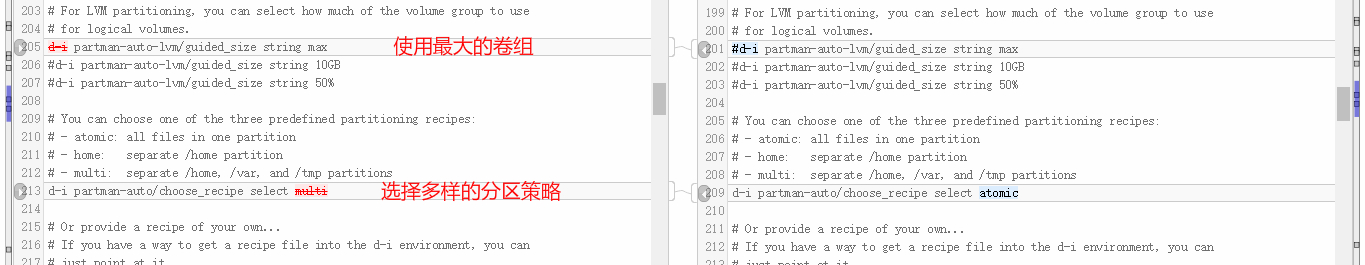 203 # For LVM partitioning, you can select how much of the volume group to use
204 # for logical volumes.
205 d-i partman-auto-lvm/guided_size string max 使用最大的卷组
206 #d-i partman-auto-lvm/guided_size string 10GB
207 #d-i partman-auto-lvm/guided_size string 50%
208
209 # You can choose one of the three predefined partitioning recipes:
210 # - atomic: all files in one partition
211 # - home:   separate /home partition
212 # - multi:  separate /home, /var, and /tmp partitions
213 d-i partman-auto/choose_recipe select multi 选择多样的分区策略
214
215 # Or provide a recipe of your own...
216 # If you have a way to get a recipe file into the d-i environment, you can
217 # just point at it
199 # For LVM partitioning, you can select how much of the volume group to use
200 # for logical volumes.
201 #d-i partman-auto-lvm/guided_size string max
202 #d-i partman-auto-lvm/guided_size string 10GB
203 #d-i partman-auto-lvm/guided_size string 50%
204
205 # You can choose one of the three predefined partitioning recipes:
206 # - atomic: all files in one partition
207 # - home:   separate /home partition
208 # - multi:  separate /home, /var, and /tmp partitions
209 d-i partman-auto/choose_recipe select atomic
210
211 # Or provide a recipe of your own...
212 # If you have a way to get a recipe file into the d-i environment, you can
213 # just point at it